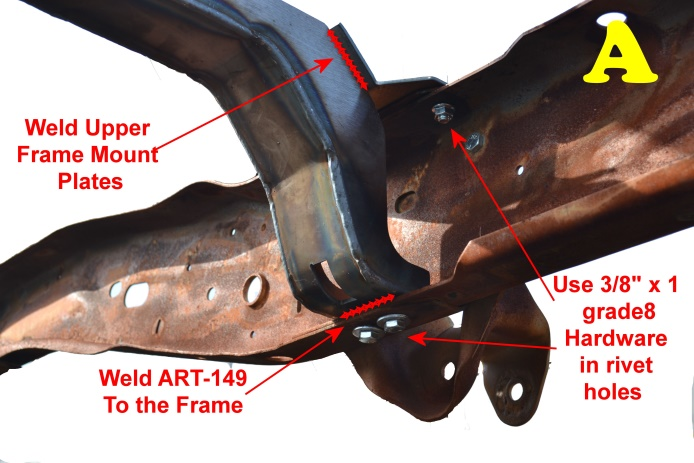 A
Weld Upper
Frame Mount
Plates
Use 3/8" x 1
grade8
Hardware
in rivet
holes
Weld ART-149
To the Frame